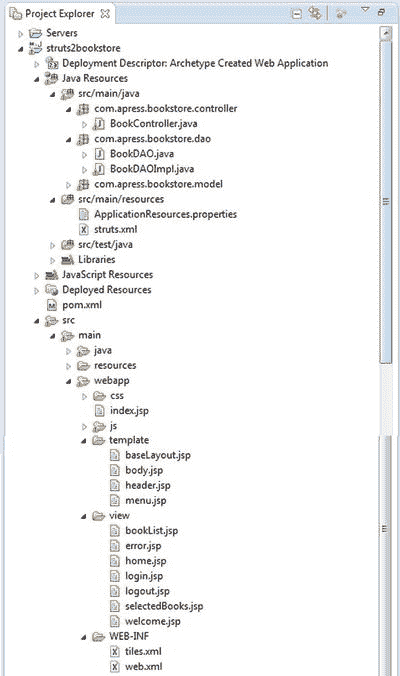 Project Explorer
Servers
struts2bookstore
Deployment Descriptor: Archetype Created Web Application
Java Resources
src/main/java
com.apress.bookstore.controller
BookController.java
com.apress.bookstore.dao
BookDAO.java
BookDAOImpl.java
com.apress.bookstore.model
src/main/resources
ApplicationResources.properties
struts.xml
src/test/java
Libraries
JavaScript Resources
Deployed Resources
pom.xml
src
main
java
resources
webapp
css
index.jsp
js
template
baseLayout.jsp
body.jsp
header.jsp
menu.jsp
view
bookList.jsp
error.jsp
home.jsp
login.jsp
logout.jsp
selectedBooks.jsp
welcome.jsp
WEB-INF
tiles.xml
web.xml